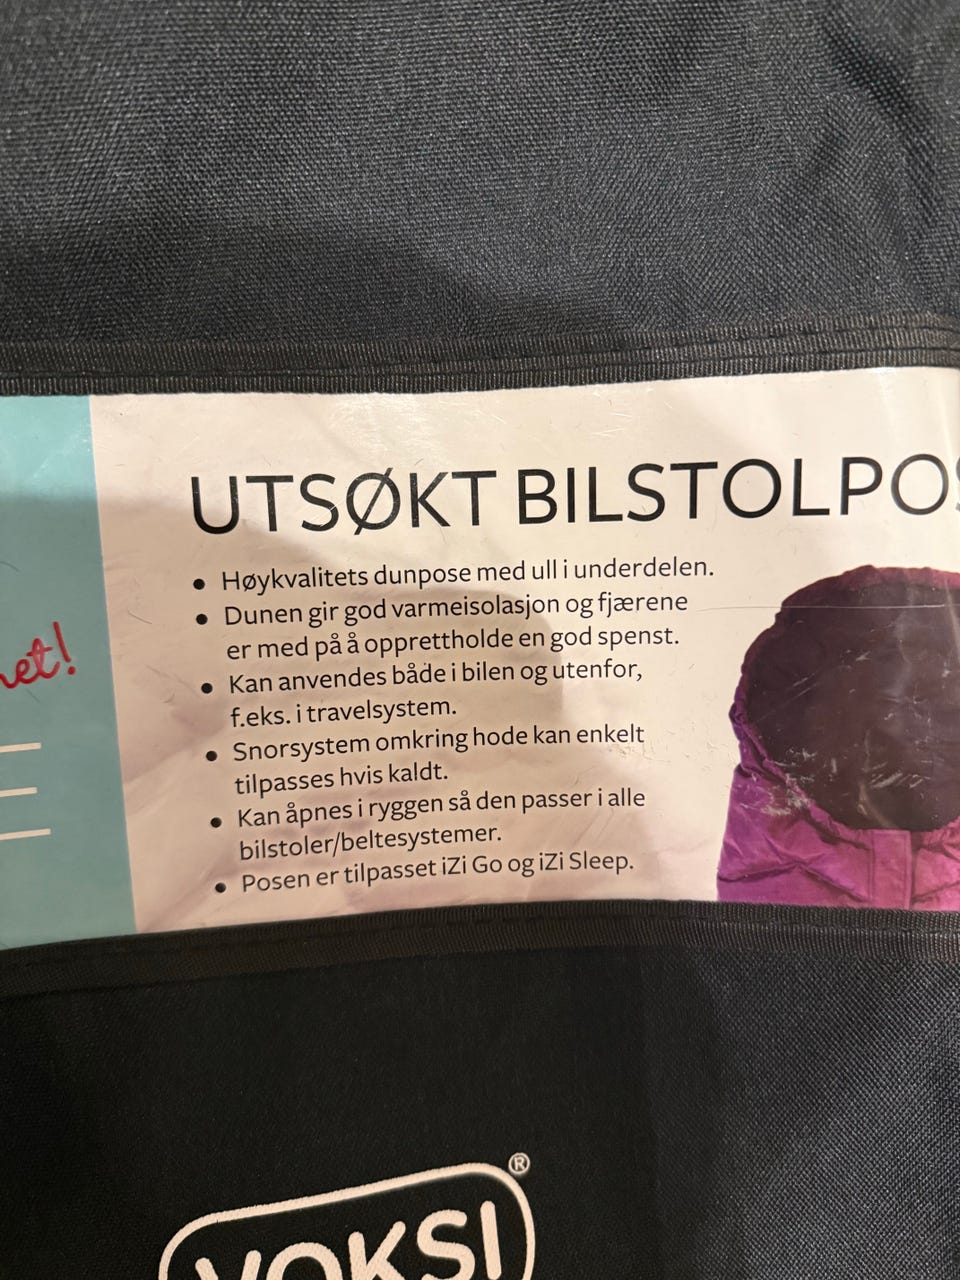 UTSØKT BILSTOLPOS
• Høykvalitets dunpose med ull i underdelen.
• Dunen gir god varmeisolasjon og fjærene
er med på å opprettholde en god spenst.
• Kan anvendes både i bilen og utenfor,
f.eks. i travelsystem.
• Snorsystem omkring hode kan enkelt
tilpasses hvis kaldt.
• Kan åpnes i ryggen så den passer i alle
bilstoler/beltesystemer.
• Posen er tilpasset iZi Go og iZi Sleep.
VOKSI®